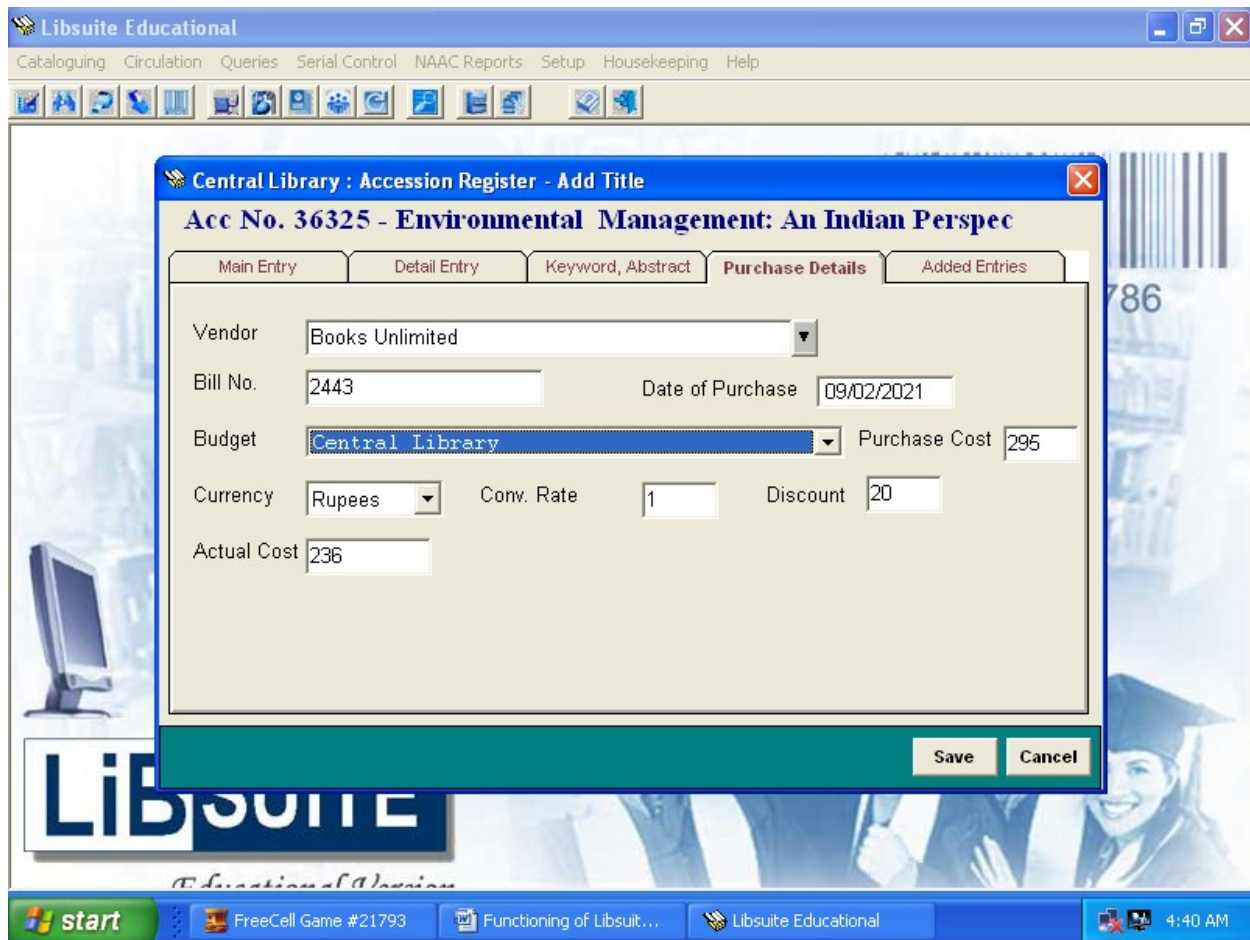 Libsuite Educational
Cataloguing Circulation Queries Serial Control NAAC Reports Setup Housekeeping Help
Central Library : Accession Register - Add Title
Acc No. 36325 - Environmental Management: An Indian Perspec
Main Entry Detail Entry Keyword, Abstract Purchase Details Added Entries
786
Vendor Books Unlimited
Bill No. 2443 Date of Purchase 09/02/2021
Budget Central Library Purchase Cost 295
Currency Rupees Conv. Rate 1 Discount 20
Actual Cost 236
Save Cancel
LiBSUITE
Educational Version
start FreeCell Game #21793 Functioning of Libsuit... Libsuite Educational 4:40 AM